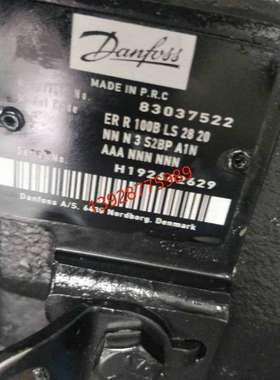 Danfoss
MADE IN P.R.C
83037522
ER R 100B LS 28 20
NN N 3 S2BP A1N
AAA NNN NNN
Danfoss A/S, 6430 Nordborg, Denmark